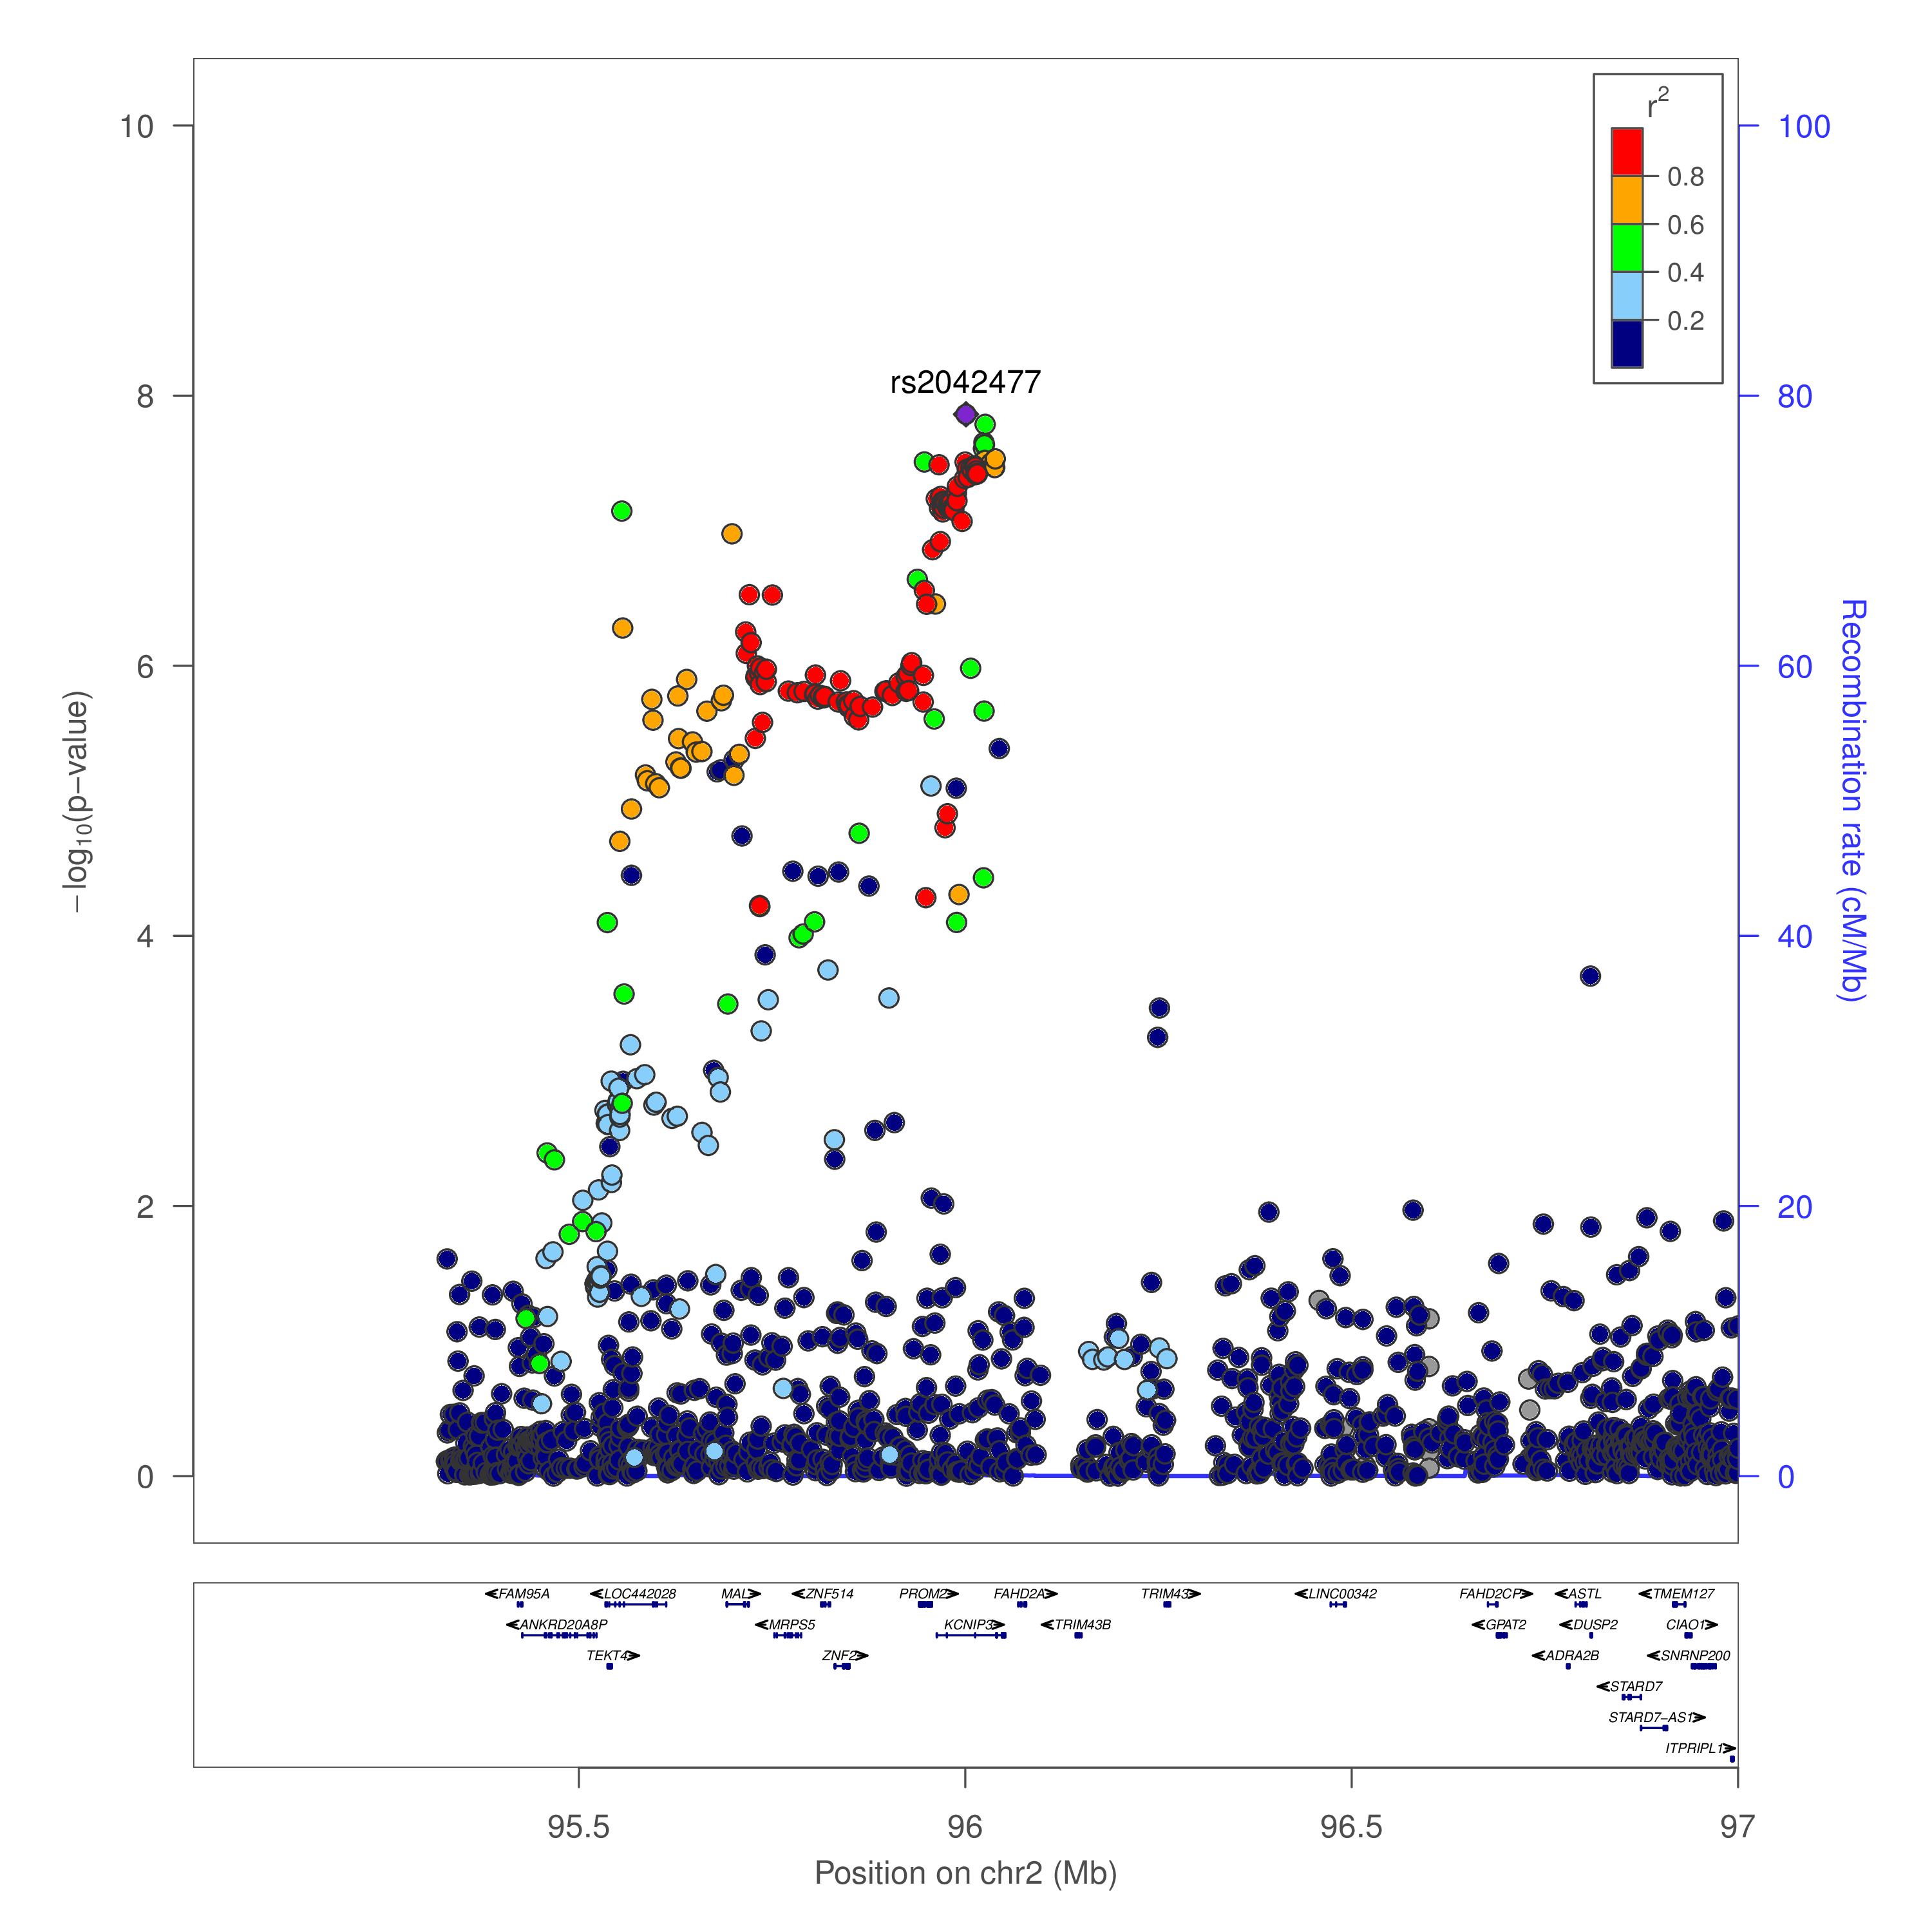 r2
0.8
0.6
0.4
0.2
rs2042477
10
8
6
4
2
0
−log10(p−value)
100
80
60
40
20
0
Recombination rate (cM/Mb)
FAM95A LOC442028 MAL ZNF514 PROM2 FAHD2A TRIM43 LINC00342 FAHD2CP ASTL TMEM127
ANKRD20A8P MRPS5 KCNIP3 TRIM43B GPAT2 DUSP2 CIAO1
TEKT4 ZNF2 ADRA2B SNRNP200
STARD7
STARD7−AS1
ITPRIPL1
95.5 96 96.5 97
Position on chr2 (Mb)